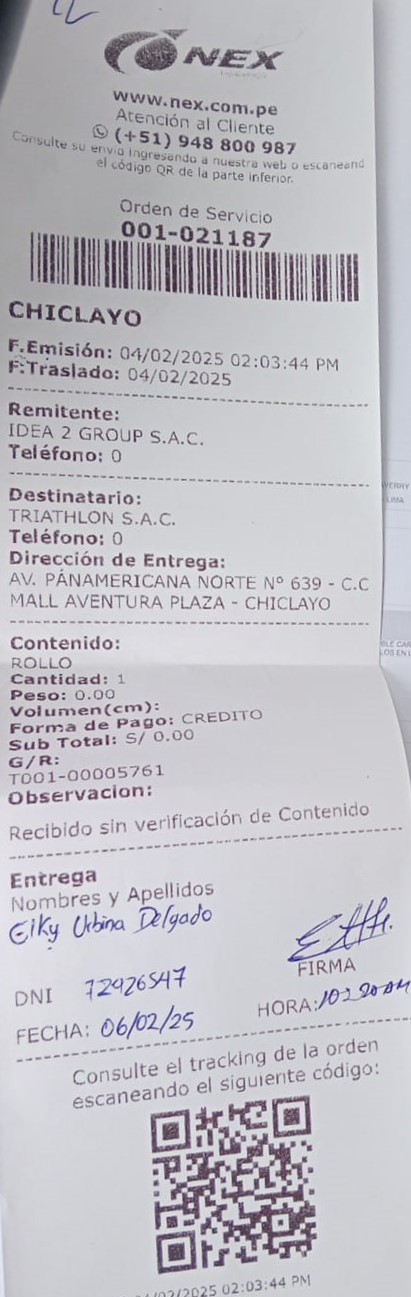 NEX
www.nex.com.pe
Atención al Cliente
(+51) 948 800 987
Consulte su envio ingresando a nuestra web o escaneand
el código QR de la parte inferior.
Orden de Servicio
001-021187
CHICLAYO
F.Emisión: 04/02/2025 02:03:44 PM
F.Traslado: 04/02/2025
Remitente:
IDEA 2 GROUP S.A.C.
Teléfono: 0
Destinatario:
TRIATHLON S.A.C.
Teléfono: 0
Dirección de Entrega:
AV. PANAMERICANA NORTE Nº 639 - C.C
MALL AVENTURA PLAZA - CHICLAYO
Contenido:
ROLLO
Cantidad: 1
Peso: 0.00
Volumen(cm):
Forma de Pago: CREDITO
Sub Total: S/ 0.00
G/R:
T001-00005761
Observacion:
Recibido sin verificación de Contenido
Entrega
Nombres y Apellidos
Eiky Urbina Delgado
DNI 72926547
FIRMA
FECHA: 06/02/25
HORA:
Consulte el tracking de la orden
escaneando el siguiente código:
/02/2025 02:03:44 PM